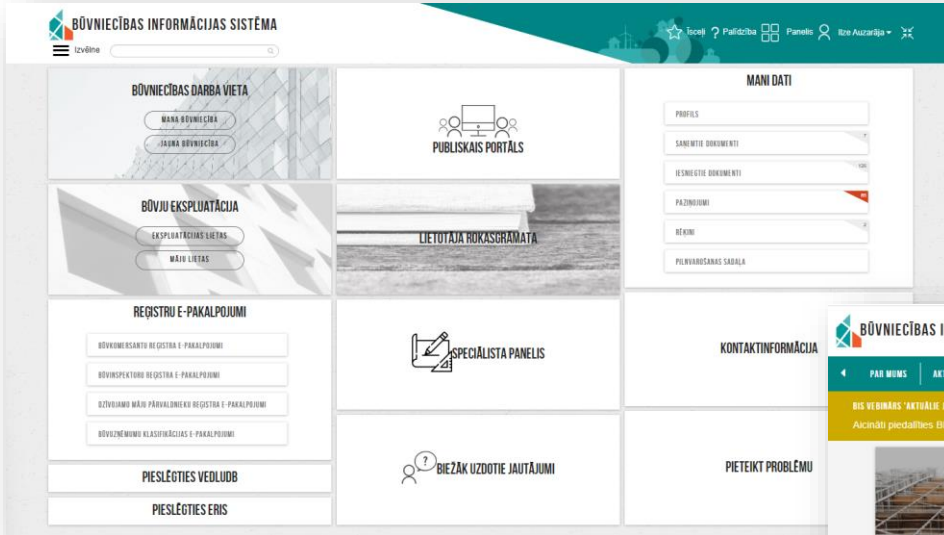 BŪVNIECĪBAS INFORMĀCIJAS SISTĒMA
Izvēlne
Īsceļi ? Palīdzība Panelis Ilze Auzarāja
BŪVNIECĪBAS DARBA VIETA
MANA BŪVNIECĪBA
JAUNA BŪVNIECĪBA
PUBLISKAIS PORTĀLS
MANI DATI
PROFILS
SAŅEMTIE DOKUMENTI
IESNIEGTIE DOKUMENTI
PAZIŅOJUMI
RĒĶINI
PILNVAROŠANAS SADAĻA
BŪVJU EKSPLUATĀCIJA
EKSPLUATĀCIJAS LIETAS
MĀJU LIETAS
LIETOTĀJA ROKASGRĀMATA
REĢISTRU E-PAKALPOJUMI
BŪVKOMERSANTU REĢISTRA E-PAKALPOJUMI
BŪVINSPEKTORU REĢISTRA E-PAKALPOJUMI
DZĪVOJAMO MĀJU PĀRVALDNIEKU REĢISTRA E-PAKALPOJUMI
BŪVUZŅĒMUMU KLASIFIKĀCIJAS E-PAKALPOJUMI
SPECIĀLISTA PANELIS
KONTAKTINFORMĀCIJA
PIESLĒGTIES VEDLUDB
PIESLĒGTIES ERIS
BIEŽĀK UZDOTIE JAUTĀJUMI
PIETEIKT PROBLĒMU
BŪVNIECĪBAS I
PAR MUMS AKT
BIS VEBINĀRS 'AKTUĀLIE
Aicināti piedalīties BI